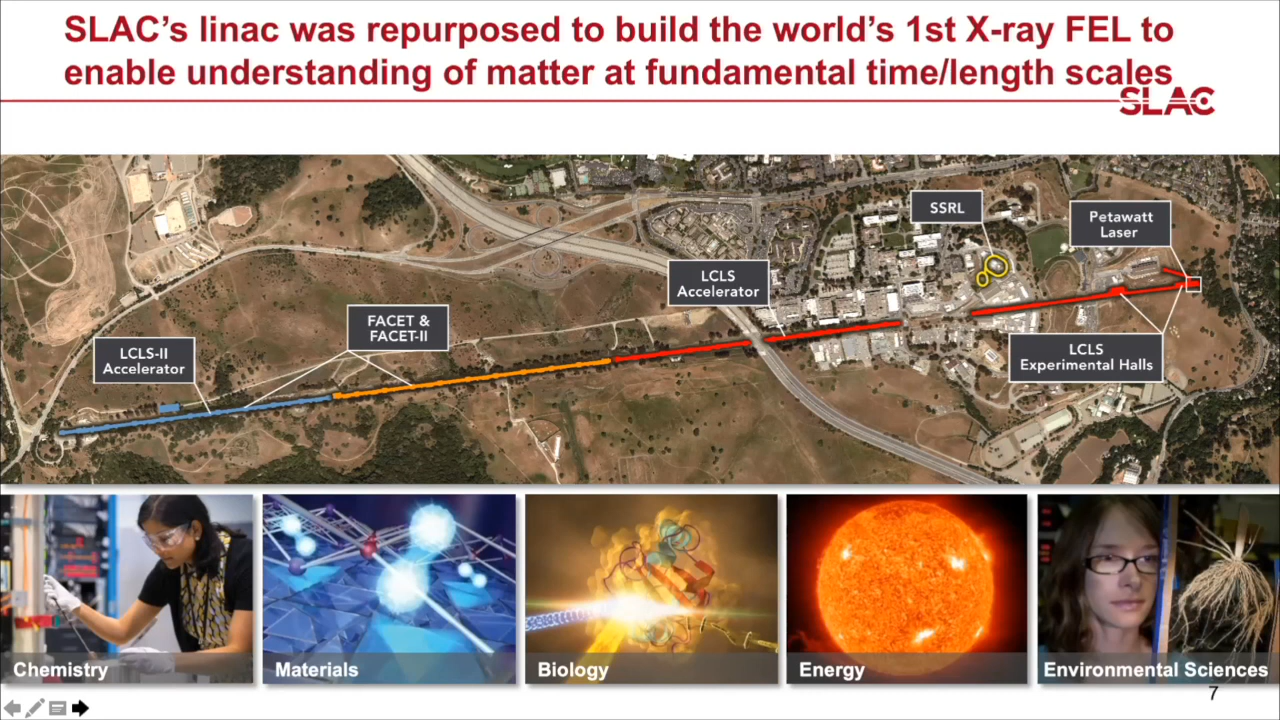 SLAC's linac was repurposed to build the world's 1st X-ray FEL to
enable understanding of matter at fundamental time/length scales
SLAC
SSRL
Petawatt
Laser
LCLS
Accelerator
FACET &
FACET-II
LCLS-II
Accelerator
LCLS
Experimental Halls
Chemistry
Materials
Biology
Energy
Environmental Sciences
7